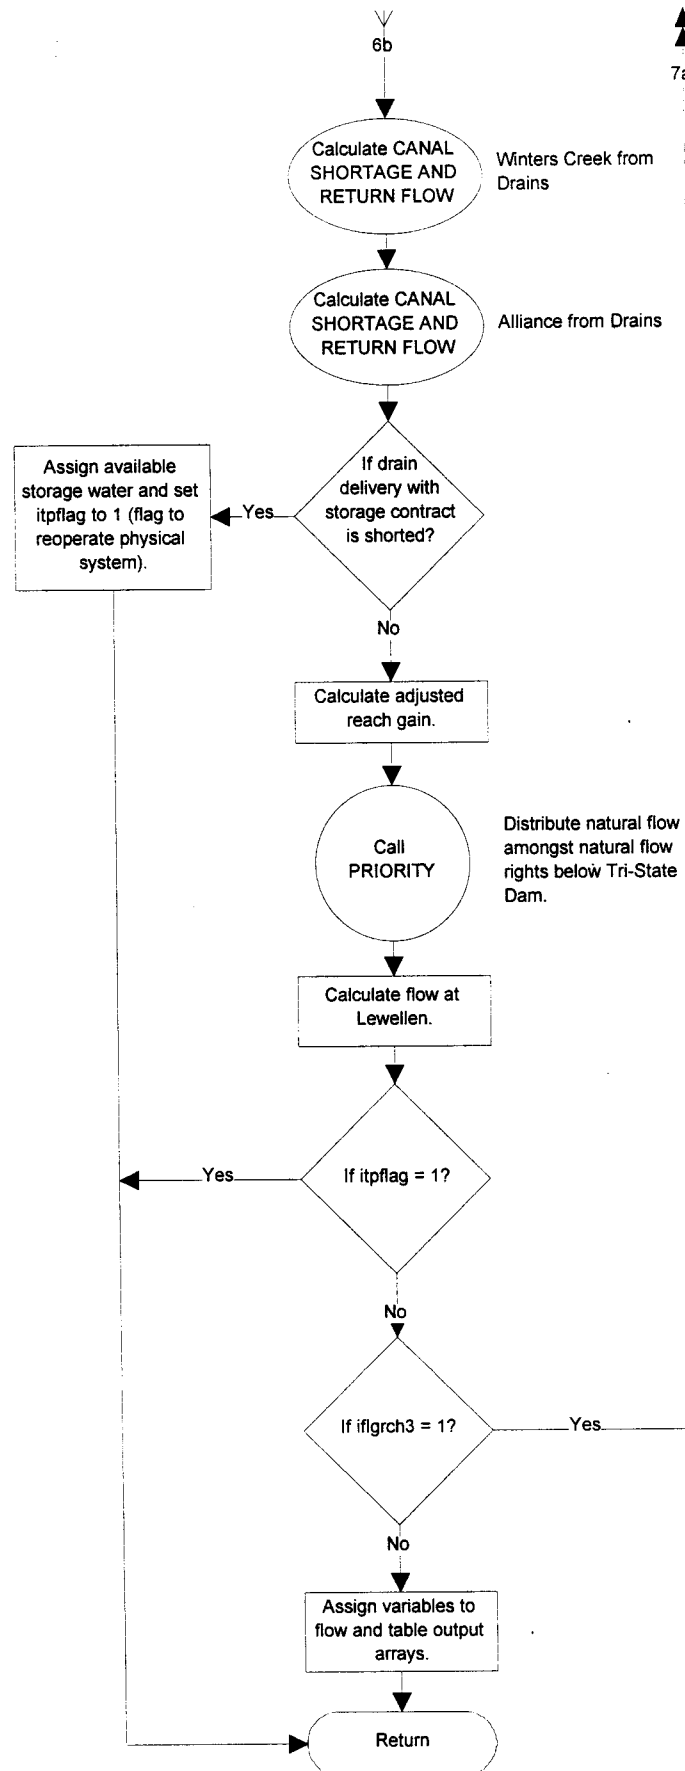 6b
7a
Calculate CANAL
SHORTAGE AND
RETURN FLOW
Winters Creek from
Drains
Calculate CANAL
SHORTAGE AND
RETURN FLOW
Alliance from Drains
If drain
delivery with
storage contract
is shorted?
Yes
Assign available
storage water and set
itpflag to 1 (flag to
reoperate physical
system).
No
Calculate adjusted
reach gain.
Call
PRIORITY
Distribute natural flow
amongst natural flow
rights below Tri-State
Dam.
Calculate flow at
Lewellen.
If itpflag = 1?
Yes
No
If iflgrch3 = 1?
Yes
No
Assign variables to
flow and table output
arrays.
Return